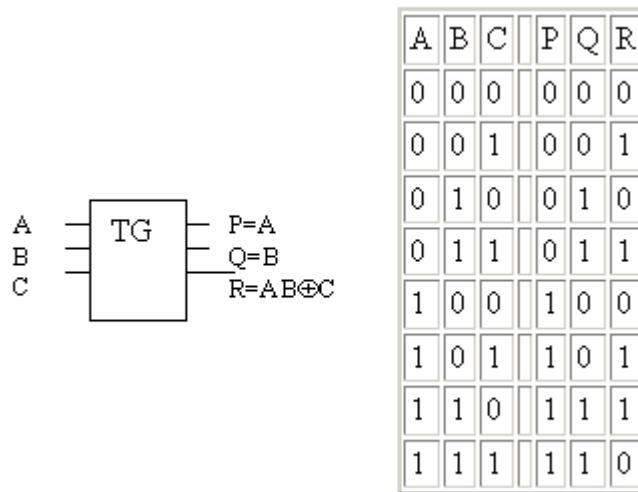 A
B
C
TG
P=A
Q=B
R=AB⊕C
A B C P Q R
0 0 0 0 0 0
0 0 1 0 0 1
0 1 0 0 1 0
0 1 1 0 1 1
1 0 0 1 0 0
1 0 1 1 0 1
1 1 0 1 1 1
1 1 1 1 1 0